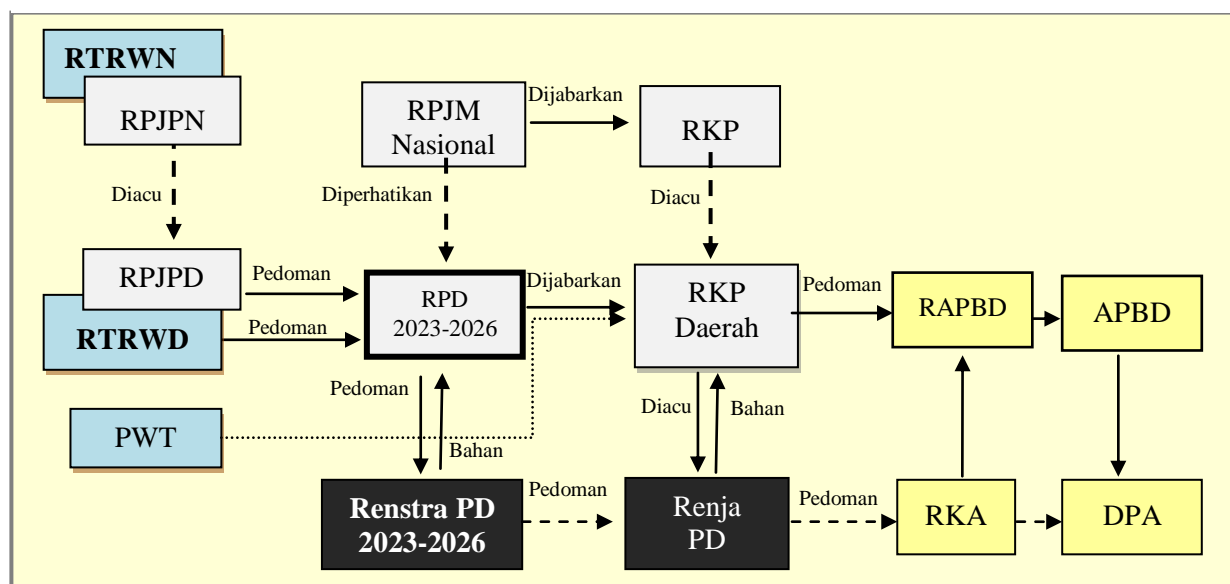 RTRWN
RPJPN
RPJM
Nasional
Dijabarkan
RKP
Diacu
Diperhatikan
Diacu
RPJPD
RTRWD
Pedoman
Pedoman
RPD
2023-2026
Dijabarkan
RKP
Daerah
Pedoman
RAPBD
APBD
PWT
Pedoman
Bahan
Diacu
Bahan
Renstra PD
2023-2026
Pedoman
Renja
PD
Pedoman
RKA
DPA